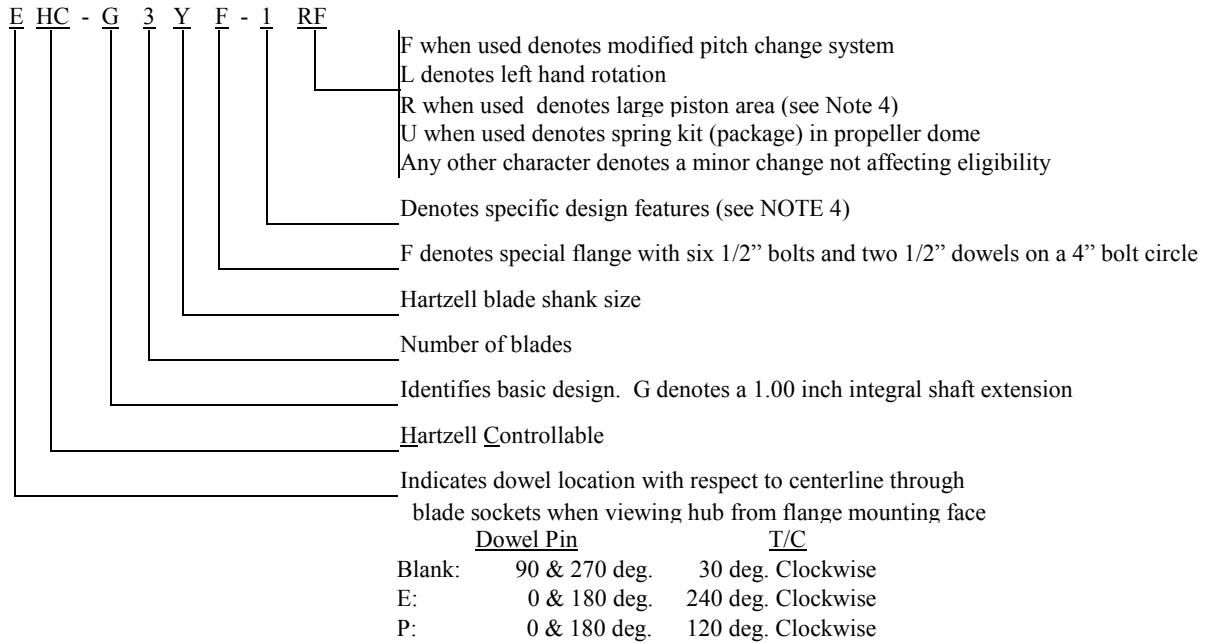 E HC - G 3 Y F - 1 RF
F when used denotes modified pitch change system
L denotes left hand rotation
R when used denotes large piston area (see Note 4)
U when used denotes spring kit (package) in propeller dome
Any other character denotes a minor change not affecting eligibility
Denotes specific design features (see NOTE 4)
F denotes special flange with six 1/2” bolts and two 1/2” dowels on a 4” bolt circle
Hartzell blade shank size
Number of blades
Identifies basic design. G denotes a 1.00 inch integral shaft extension
Hartzell Controllable
Indicates dowel location with respect to centerline through
blade sockets when viewing hub from flange mounting face
Dowel Pin T/C
Blank: 90 & 270 deg. 30 deg. Clockwise
E: 0 & 180 deg. 240 deg. Clockwise
P: 0 & 180 deg. 120 deg. Clockwise